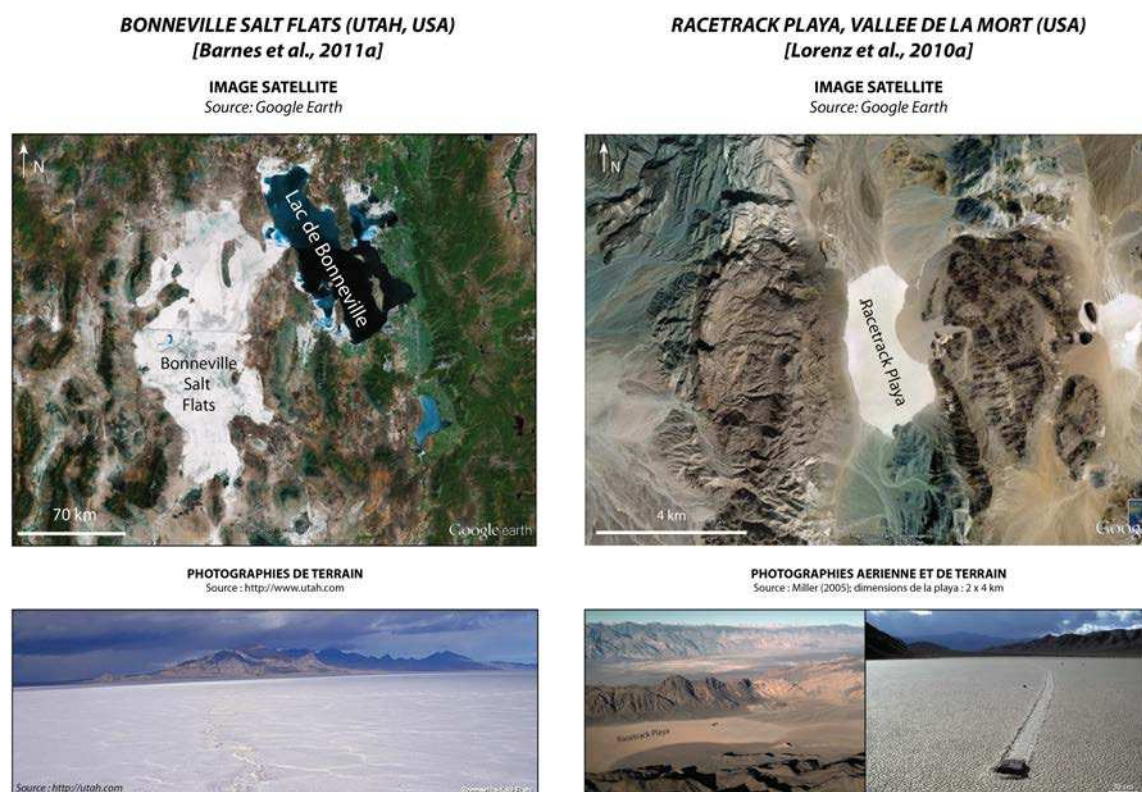 BONNEVILLE SALT FLATS (UTAH, USA)
[Barnes et al., 2011a]
IMAGE SATELLITE
Source: Google Earth
N
Lac de Bonneville
Bonneville
Salt
Flats
70 km
Google earth
PHOTOGRAPHIES DE TERRAIN
Source : http://www.utah.com
Source : http://utah.com
RACETRACK PLAYA, VALLEE DE LA MORT (USA)
[Lorenz et al., 2010a]
IMAGE SATELLITE
Source: Google Earth
N
Racetrack Playa
4 km
Goo
PHOTOGRAPHIES AERIENNE ET DE TERRAIN
Source : Miller (2005); dimensions de la playa : 2 x 4 km
Racetrack Playa